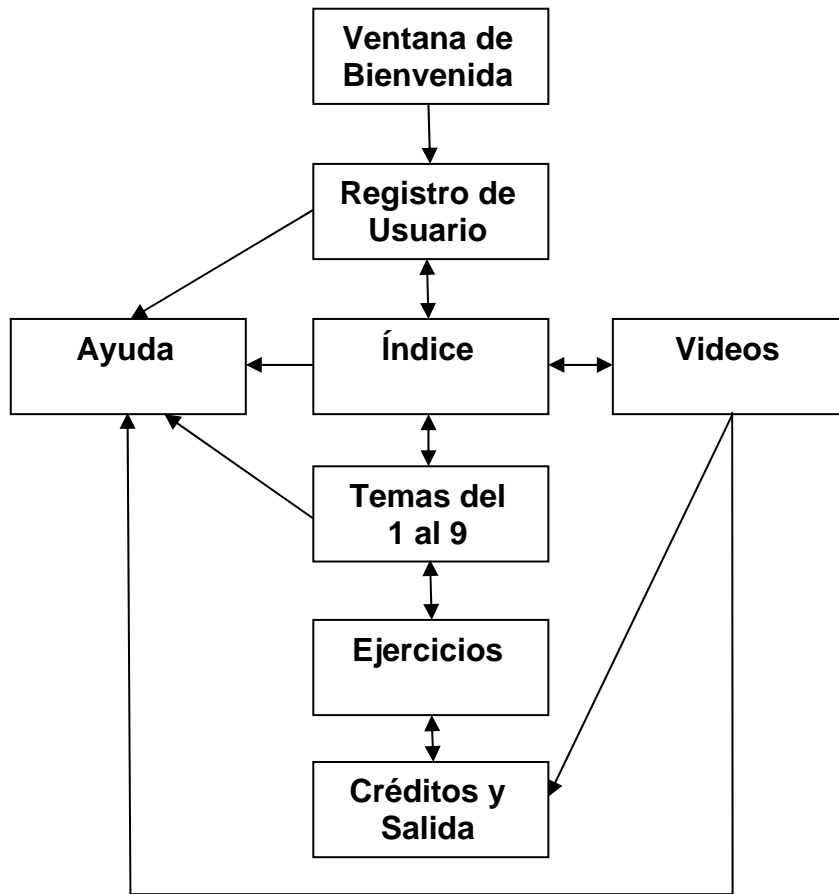 Ventana de
Bienvenida
Registro de
Usuario
Ayuda
Índice
Videos
Temas del
1 al 9
Ejercicios
Créditos y
Salida